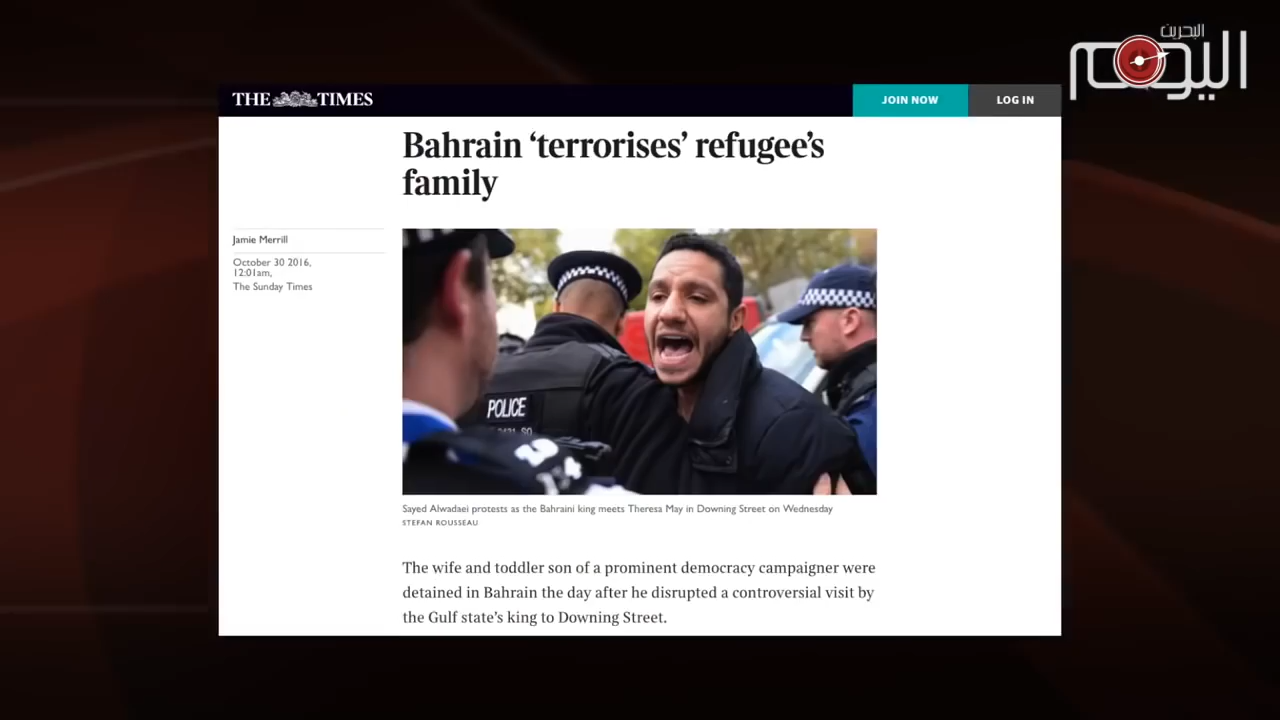 البحرين
اليوم
THE TIMES
JOIN NOW
LOG IN
Bahrain ‘terrorises’ refugee’s
family
Jamie Merrill
October 30 2016,
12:01am,
The Sunday Times
POLICE
Sayed Alwadaei protests as the Bahraini king meets Theresa May in Downing Street on Wednesday
STEFAN ROUSSEAU
The wife and toddler son of a prominent democracy campaigner were
detained in Bahrain the day after he disrupted a controversial visit by
the Gulf state’s king to Downing Street.